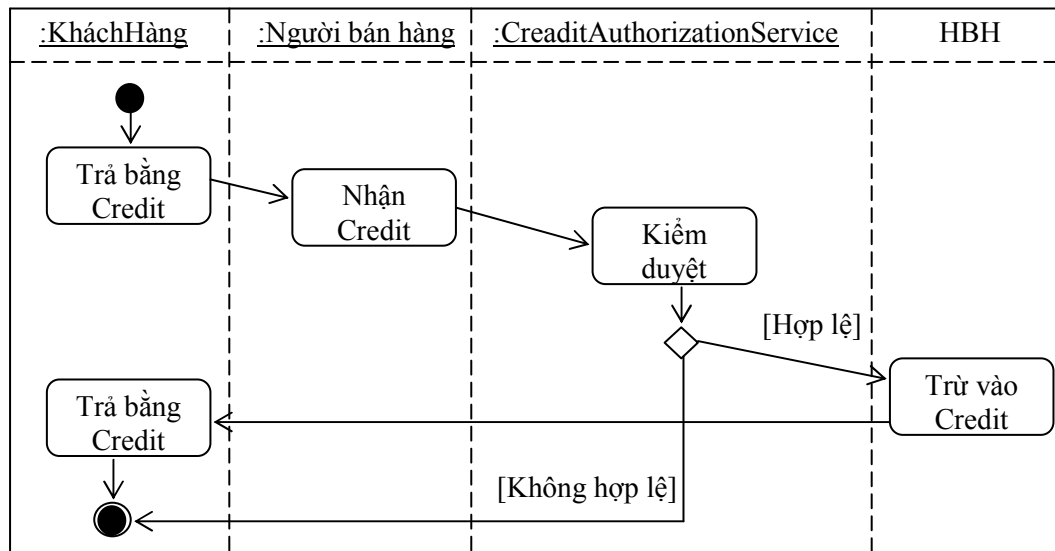 :KháchHàng
:Người bán hàng
:CreaditAuthorizationService
HBH
Trả bằng
Credit
Nhận
Credit
Kiểm
duyệt
[Hợp lệ]
Trả bằng
Credit
Trừ vào
Credit
[Không hợp lệ]